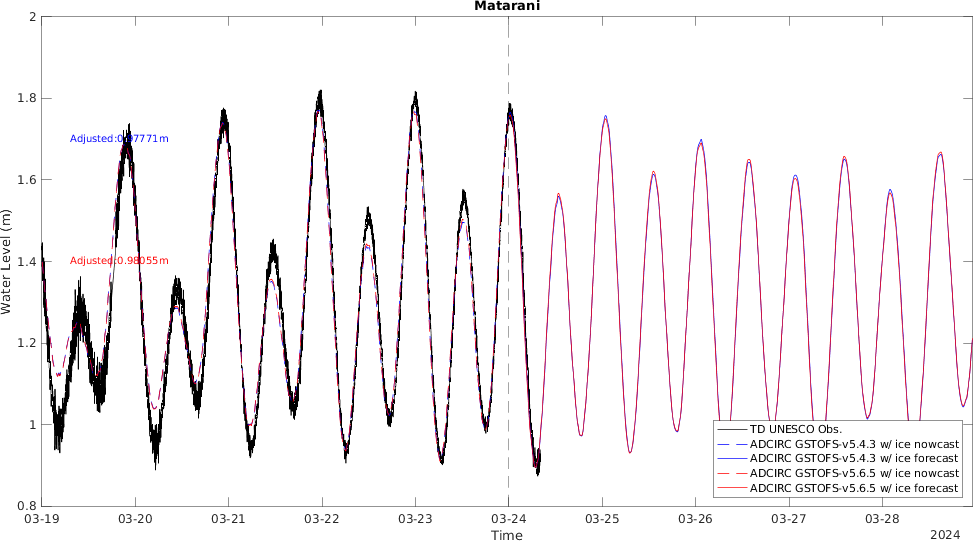 Matarani
2
1.8
1.6
1.4
1.2
1
0.8
Water Level (m)
Adjusted:0.97771m
Adjusted:0.98055m
TD UNESCO Obs.
ADCIRC GSTOFS-v5.4.3 w/ ice nowcast
ADCIRC GSTOFS-v5.4.3 w/ ice forecast
ADCIRC GSTOFS-v5.6.5 w/ ice nowcast
ADCIRC GSTOFS-v5.6.5 w/ ice forecast
03-19 03-20 03-21 03-22 03-23 03-24 03-25 03-26 03-27 03-28
Time
2024